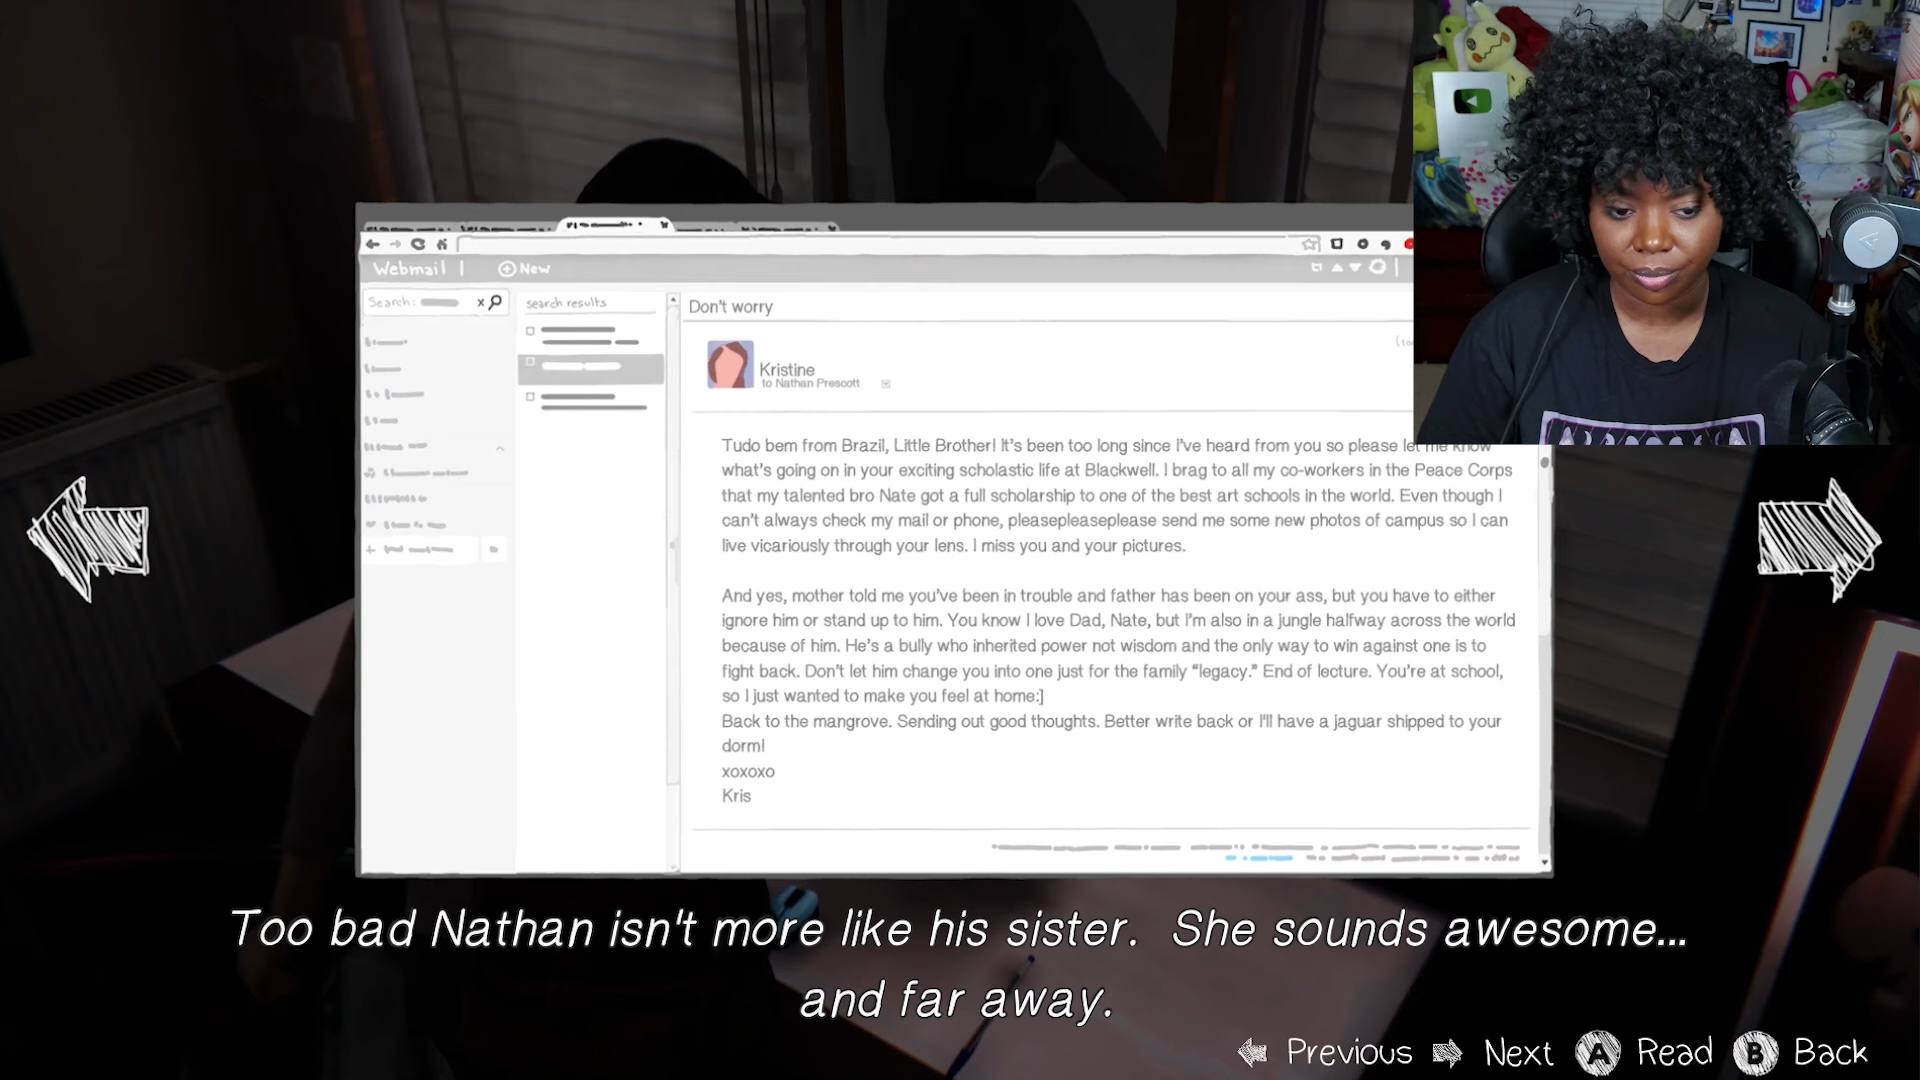 Webmail | New
Search:
search results
Don't worry
Kristine
to Nathan Prescott
Tudo bem from Brazil, Little Brother! It's been too long since I've heard from you so please let me know
what's going on in your exciting scholastic life at Blackwell. I brag to all my co-workers in the Peace Corps
that my talented bro Nate got a full scholarship to one of the best art schools in the world. Even though I
can't always check my mail or phone, pleasepleaseplease send me some new photos of campus so I can
live vicariously through your lens. I miss you and your pictures.
And yes, mother told me you've been in trouble and father has been on your ass, but you have to either
ignore him or stand up to him. You know I love Dad, Nate, but I'm also in a jungle halfway across the world
because of him. He's a bully who inherited power not wisdom and the only way to win against one is to
fight back. Don't let him change you into one just for the family “legacy.” End of lecture. You're at school,
so I just wanted to make you feel at home:]
Back to the mangrove. Sending out good thoughts. Better write back or I'll have a jaguar shipped to your
dorm!
xoxoxo
Kris
Too bad Nathan isn't more like his sister. She sounds awesome...
and far away.
Previous Next A Read B Back